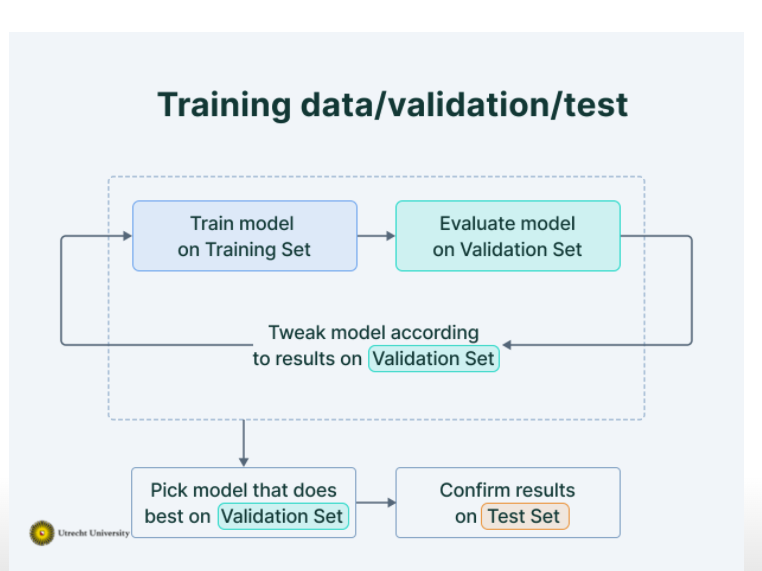 Training data/validation/test
Train model
on Training Set
Evaluate model
on Validation Set
Tweak model according
to results on Validation Set
Pick model that does
best on Validation Set
Confirm results
on Test Set
Utrecht University